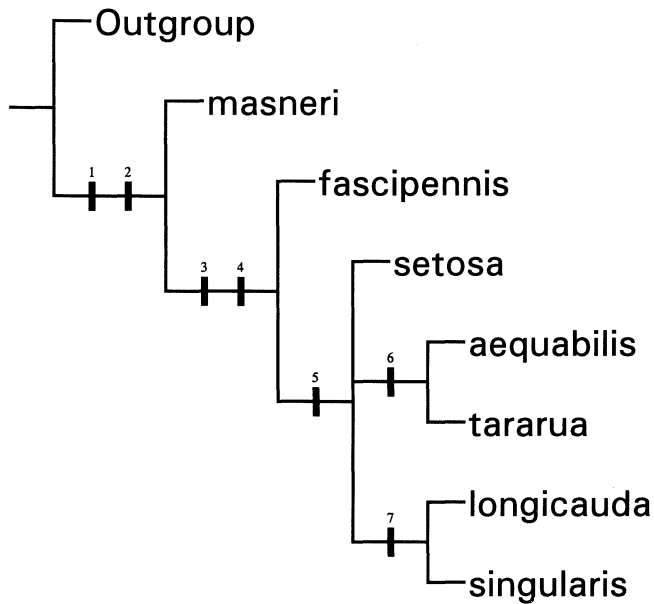 Outgroup
masneri
1 2
fascipennis
3 4
setosa
aequabilis
6
5
tararua
longicauda
7
singularis